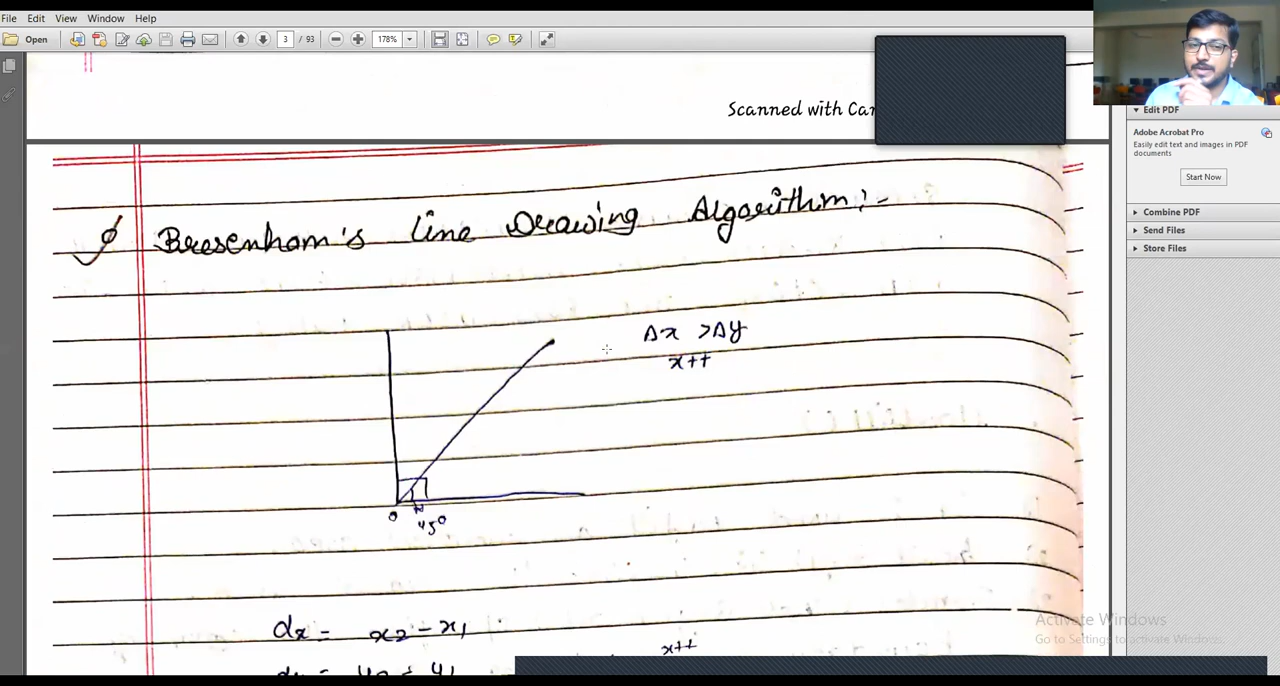 File Edit View Window Help
Open 3 / 93 178%
Scanned with Ca
Edit PDF
Adobe Acrobat Pro
Easily edit text and images in PDF
documents
Start Now
Combine PDF
Send Files
Store Files
Bresenham's Line Drawing Algorithm:-
Δx >Δy
x++
0
45°
dx = x2 - x1
x++
Activate Windows
Go to Settings to activate Windows.